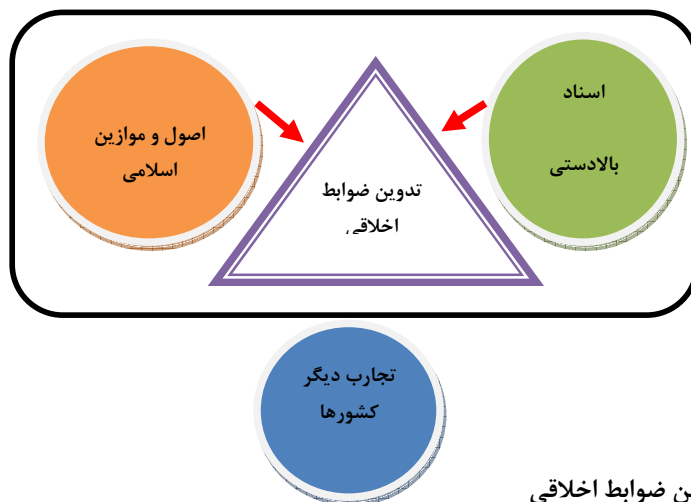 اسناد
بالادستی
اصول و موازین
اسلامی
تدوین ضوابط
اخلاقی
تجارب دیگر
کشورها
ضوابط اخلاقی